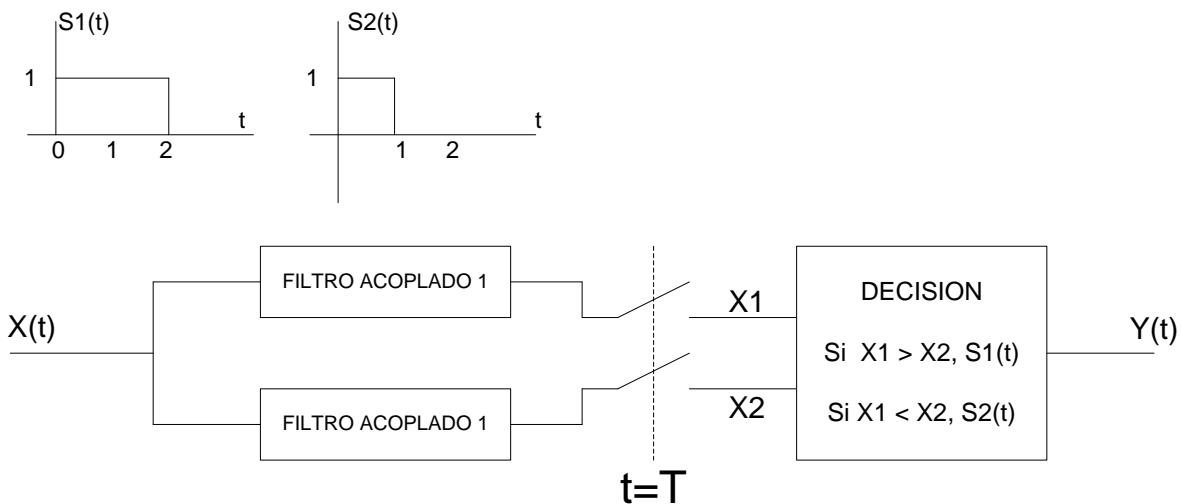 S1(t)
1
t
0 1 2
S2(t)
1
t
1 2
FILTRO ACOPLADO 1
FILTRO ACOPLADO 1
X(t)
X1
X2
t=T
DECISION
Si X1 > X2, S1(t)
Si X1 < X2, S2(t)
Y(t)